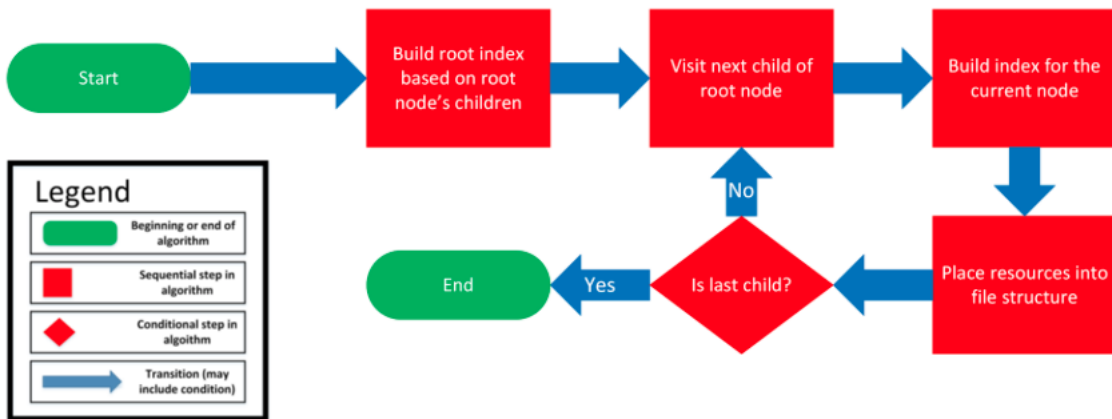 Start
Build root index
based on root
node's children
Visit next child of
root node
Build index for the
current node
No
Place resources into
file structure
Is last child?
Yes
End
Legend
Beginning or end of
algorithm
Sequential step in
algorithm
Conditional step in
algoithm
Transition (may
include condition)